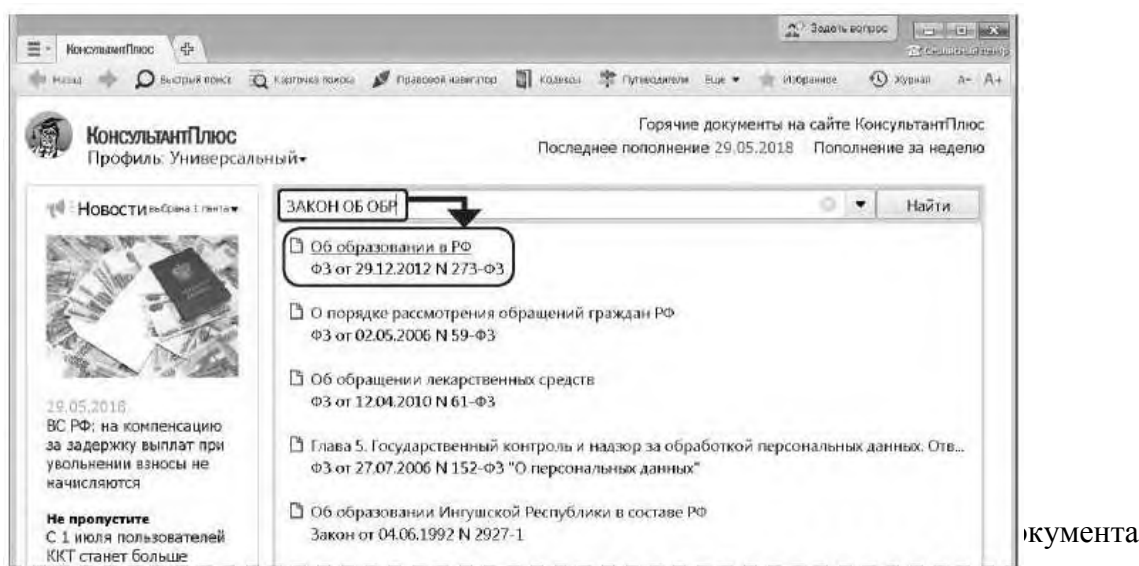 Задать вопрос
КонсультантПлюс
Назад Быстрый поиск Карточка поиска Правовой навигатор Кодексы Путеводители Еще Избранное Журнал А- А+
КонсультантПлюс
Профиль: Универсальный
Горячие документы на сайте КонсультантПлюс
Последнее пополнение 29.05.2018 Пополнение за неделю
Новости выбрана 1 лента
ЗАКОН ОБ ОБР
Найти
Об образовании в РФ
ФЗ от 29.12.2012 N 273-ФЗ
О порядке рассмотрения обращений граждан РФ
ФЗ от 02.05.2006 N 59-ФЗ
Об обращении лекарственных средств
ФЗ от 12.04.2010 N 61-ФЗ
Глава 5. Государственный контроль и надзор за обработкой персональных данных. Отв...
ФЗ от 27.07.2006 N 152-ФЗ "О персональных данных"
Об образовании Ингушской Республики в составе РФ
Закон от 04.06.1992 N 2927-1
29.05.2018
ВС РФ: на компенсацию
за задержку выплат при
увольнении взносы не
начисляются
Не пропустите
С 1 июля пользователей
ККТ станет больше
окумента